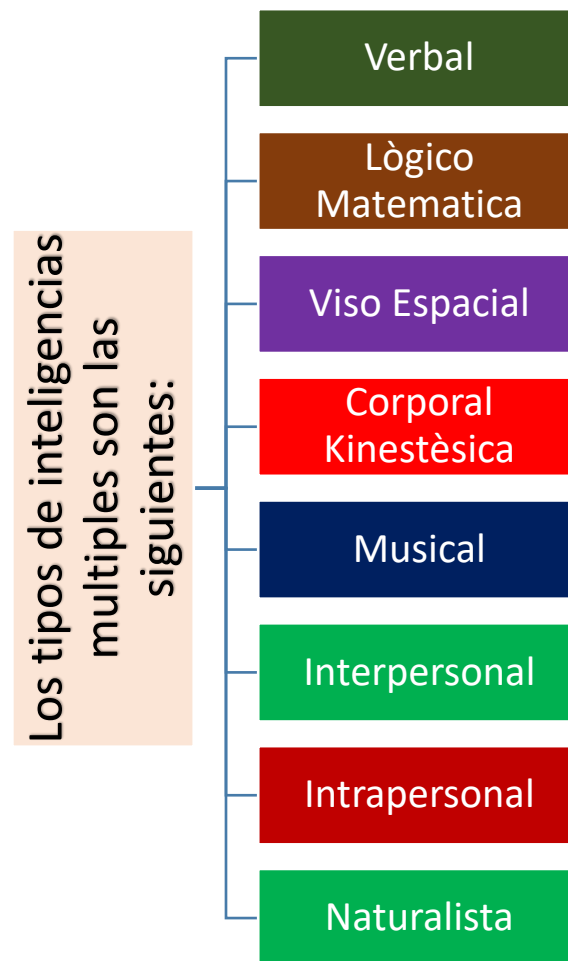 Los tipos de inteligencias
multiples son las
siguientes:
Verbal
Lògico
Matematica
Viso Espacial
Corporal
Kinestèsica
Musical
Interpersonal
Intrapersonal
Naturalista